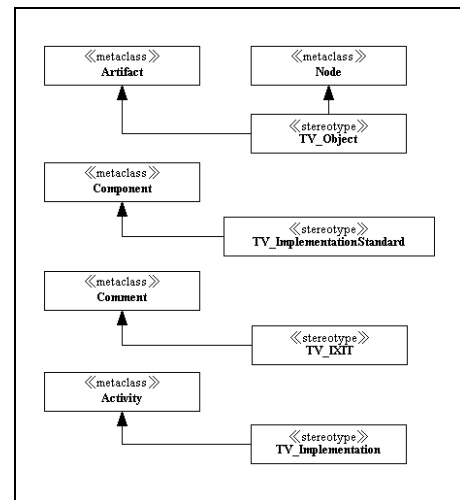 ≪metaclass≫
Artifact
≪metaclass≫
Node
≪stereotype≫
TV_Object
≪metaclass≫
Component
≪stereotype≫
TV_ImplementationStandard
≪metaclass≫
Comment
≪stereotype≫
TV_IXIT
≪metaclass≫
Activity
≪stereotype≫
TV_Implementation